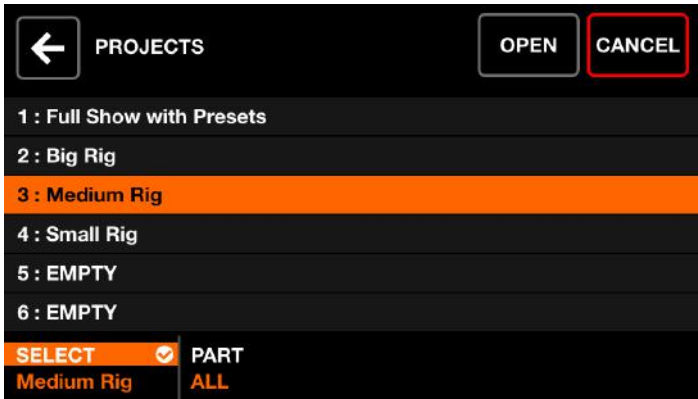 PROJECTS OPEN CANCEL
1 : Full Show with Presets
2 : Big Rig
3 : Medium Rig
4 : Small Rig
5 : EMPTY
6 : EMPTY
SELECT PART
Medium Rig ALL